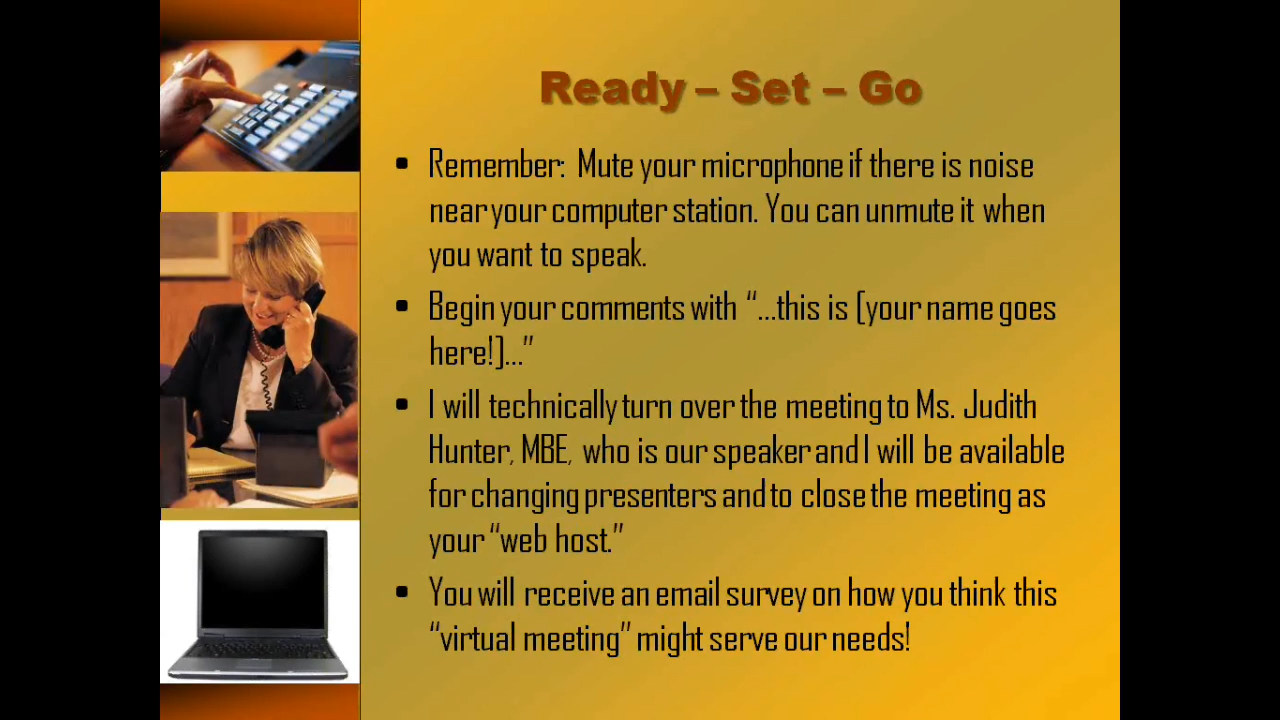 Ready – Set – Go
• Remember:  Mute your microphone if there is noise
near your computer station. You can unmute it when
you want to speak.
• Begin your comments with “…this is [your name goes
here!]…”
• I will technically turn over the meeting to Ms. Judith
Hunter, MBE, who is our speaker and I will be available
for changing presenters and to close the meeting as
your “web host.”
• You will receive an email survey on how you think this
“virtual meeting” might serve our needs!